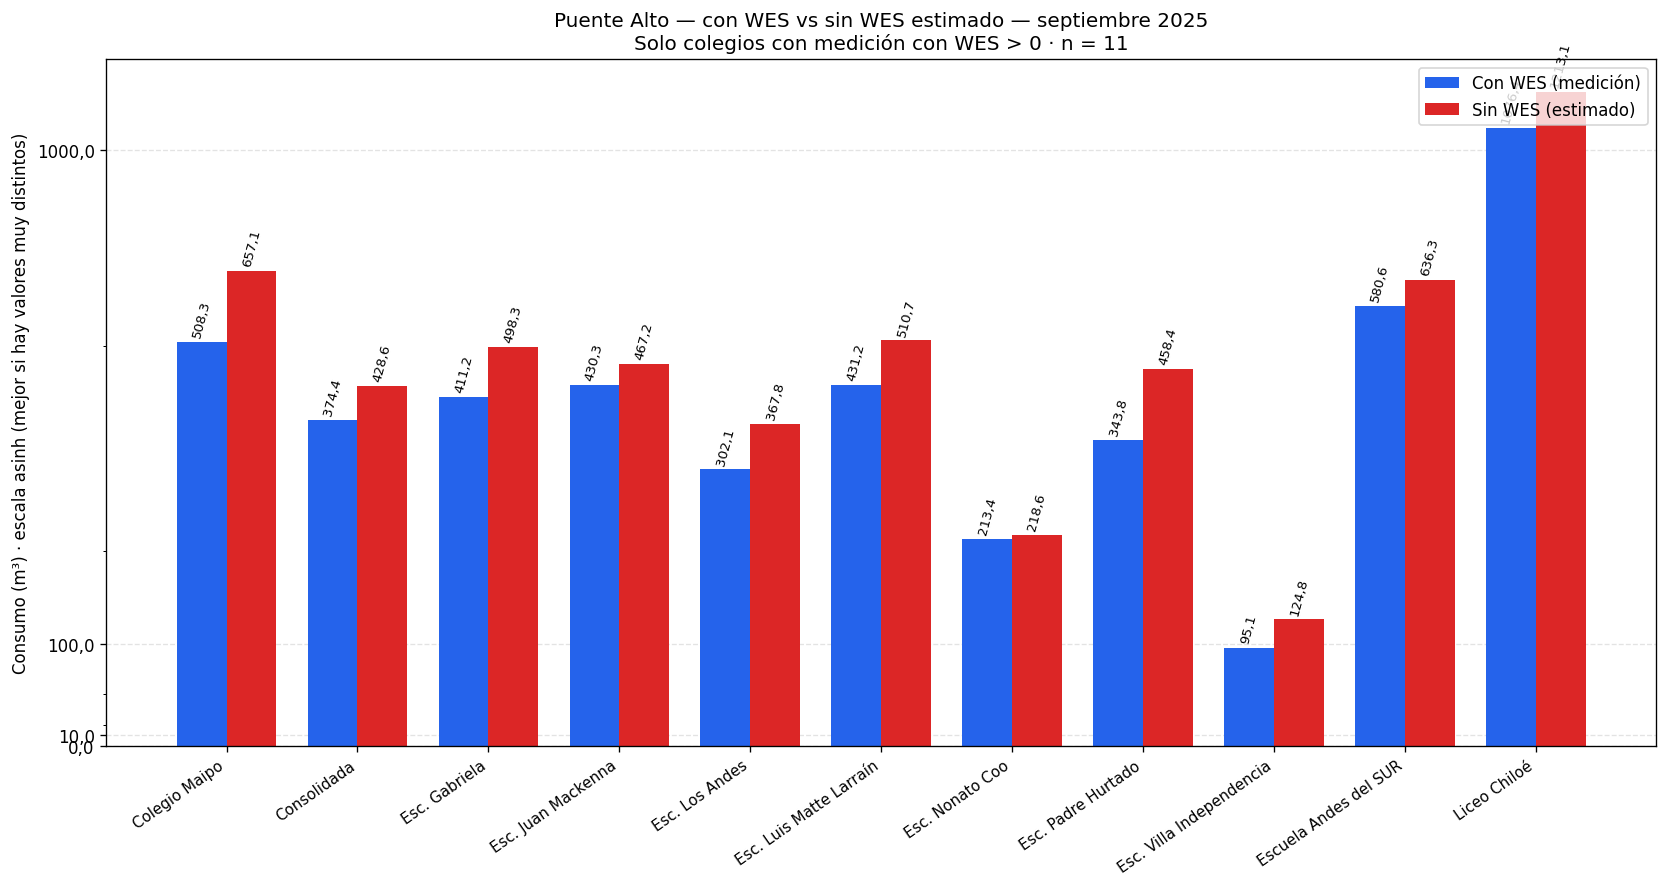 Puente Alto — con WES vs sin WES estimado — septiembre 2025
Solo colegios con medición con WES > 0 · n = 11
Con WES (medición)
Sin WES (estimado)
Consumo (m³) · escala asinh (mejor si hay valores muy distintos)
1000,0
100,0
10,0
0,0
508,3
657,1
374,4
428,6
411,2
498,3
430,3
467,2
302,1
367,8
431,2
510,7
213,4
218,6
343,8
458,4
95,1
124,8
580,6
636,3
Colegio Maipo
Consolidada
Esc. Gabriela
Esc. Juan Mackenna
Esc. Los Andes
Esc. Luis Matte Larraín
Esc. Nonato Coo
Esc. Padre Hurtado
Esc. Villa Independencia
Escuela Andes del SUR
Liceo Chiloé